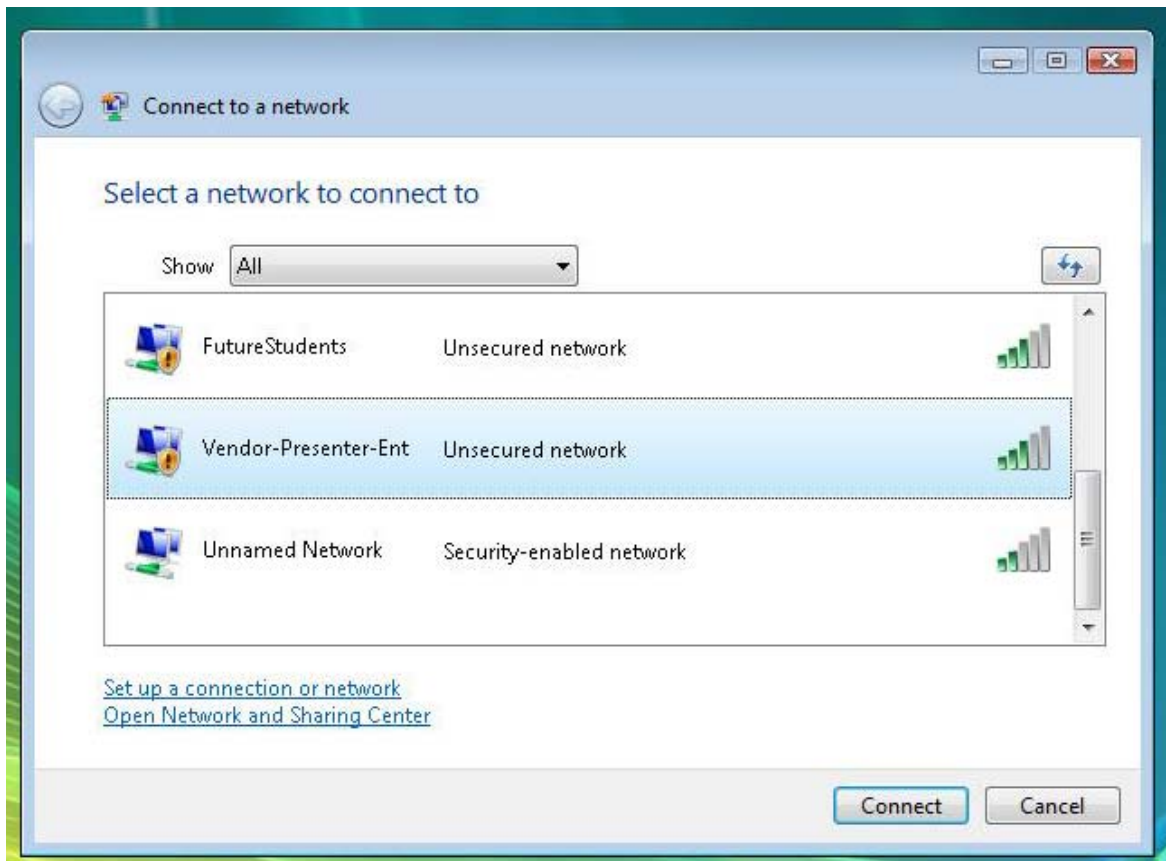 Connect to a network
Select a network to connect to
Show All
FutureStudents Unsecured network
Vendor-Presenter-Ent Unsecured network
Unnamed Network Security-enabled network
Set up a connection or network
Open Network and Sharing Center
Connect Cancel